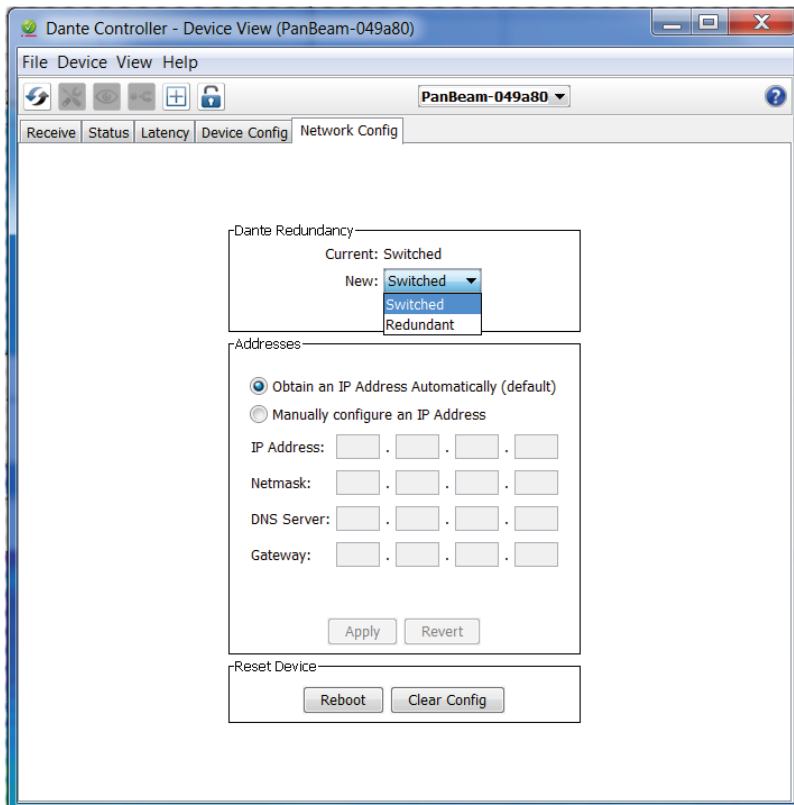 Dante Controller - Device View (PanBeam-049a80)
File Device View Help
PanBeam-049a80
Receive Status Latency Device Config Network Config
Dante Redundancy
Current: Switched
New: Switched
Switched
Redundant
Addresses
Obtain an IP Address Automatically (default)
Manually configure an IP Address
IP Address: . . .
Netmask: . . .
DNS Server: . . .
Gateway: . . .
Apply Revert
Reset Device
Reboot Clear Config